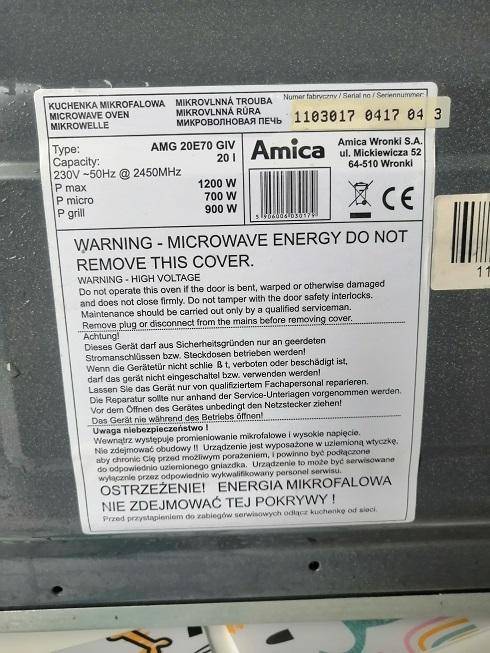 KUCHENKA MIKROFALOWA
MICROWAVE OVEN
MIKROWELLE
MIKROVLNNÁ TROUBA
MIKROVLNNÁ RÚRA
МИКРОВОЛНОВАЯ ПЕЧЬ
Numer fabryczny / Serial no / Seriennummer:
1103017 0417 04 3
Type: AMG 20E70 GIV
Capacity: 20 l
230V ~50Hz @ 2450MHz
P max 1200 W
P micro 700 W
P grill 900 W
Amica
Amica Wronki S.A.
ul. Mickiewicza 52
64-510 Wronki
5 906006 030179
CE
11
WARNING - MICROWAVE ENERGY DO NOT
REMOVE THIS COVER.
WARNING - HIGH VOLTAGE
Do not operate this oven if the door is bent, warped or otherwise damaged
and does not close firmly. Do not tamper with the door safety interlocks.
Maintenance should be carried out only by a qualified serviceman.
Remove plug or disconnect from the mains before removing cover.
Achtung!
Dieses Gerät darf aus Sicherheitsgründen nur an geerdeten
Stromanschlüssen bzw. Steckdosen betrieben werden!
Wenn die Gerätetür nicht schlie ß t, verboten oder beschädigt ist,
darf das gerät nicht eingeschaltet bzw. verwenden werden!
Lassen Sie das Gerät nur von qualifiziertem Fachapersonal reparieren.
Die Reparatur sollte nur anhand der Service-Unteriagen vorgenommen werden.
Vor dem Öffnen des Gerätes unbedingt den Netzstecker ziehen!
Das Gerät nie während des Betriebs öffnen!
Uwaga niebezpieczeństwo !
Wewnątrz występuje promieniowanie mikrofalowe i wysokie napięcie.
Nie zdejmować obudowy !! Urządzenie jest wyposażone w uziemioną wtyczkę,
aby chronic Cię przed możliwym porażeniem, i powinno być podłączone
do odpowiednio uziemionego gniazdka. Urządzenie to może być serwisowane
wyłącznie przez odpowiednio wykwalifikowany personel serwisu.
OSTRZEŻENIE! ENERGIA MIKROFALOWA
NIE ZDEJMOWAĆ TEJ POKRYWY !
Przed przystąpieniem do zabiegów serwisowych odłącz kuchenkę od sieci.